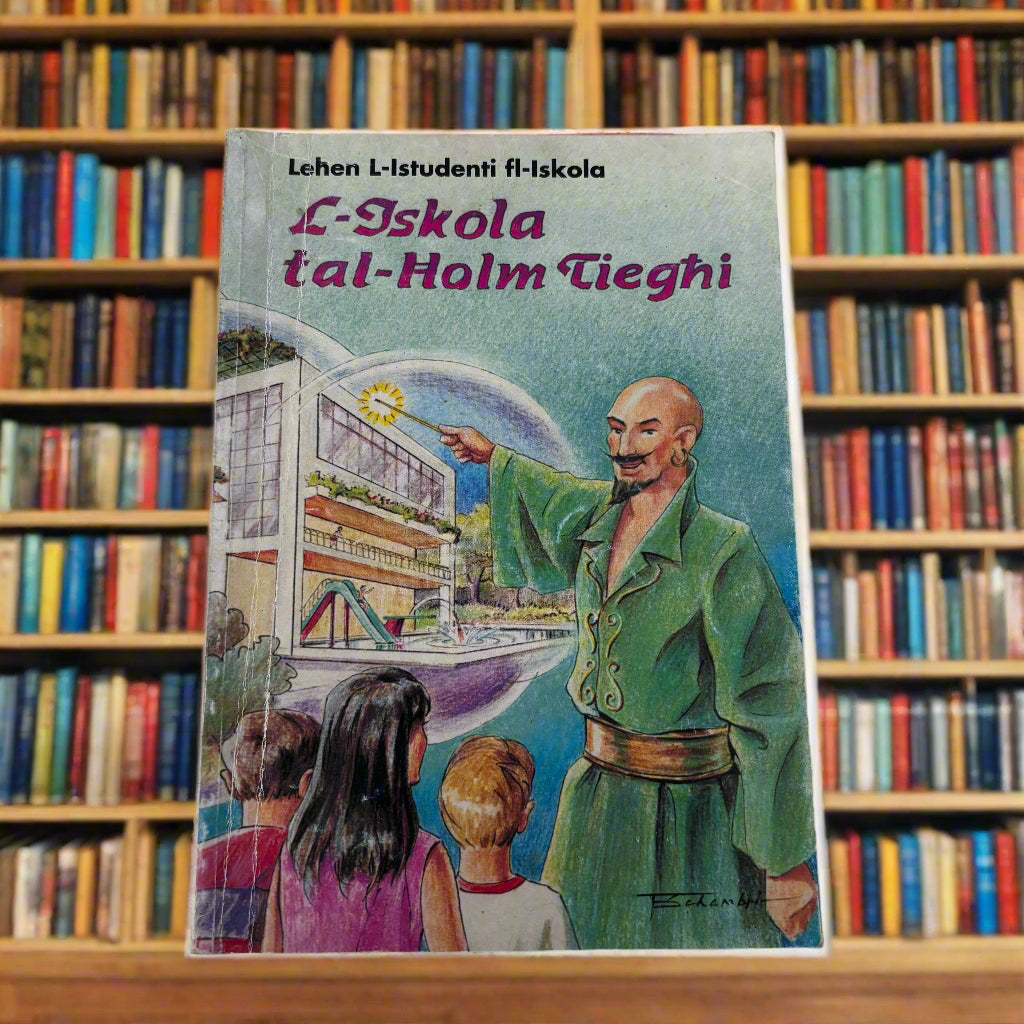 Leħen L-Istudenti fl-Iskola
L-Iskola
tal-Ħolm Tiegħi